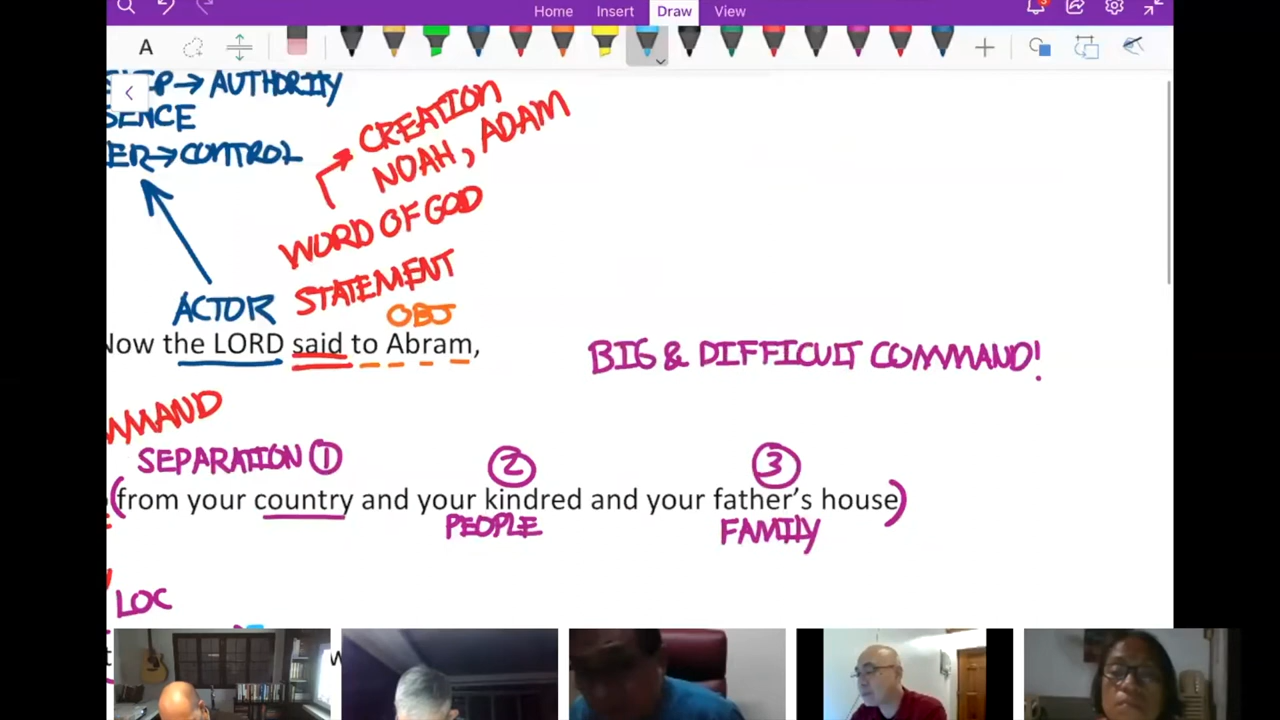 Home Insert Draw View
AUTHORITY
CONTROL
CREATION
NOAH, ADAM
WORD OF GOD
STATEMENT
ACTOR
OBJ
Now the LORD said to Abram,
BIG & DIFFICULT COMMAND!
SEPARATION 1 2 3
(from your country and your kindred and your father's house)
PEOPLE FAMILY
LOC